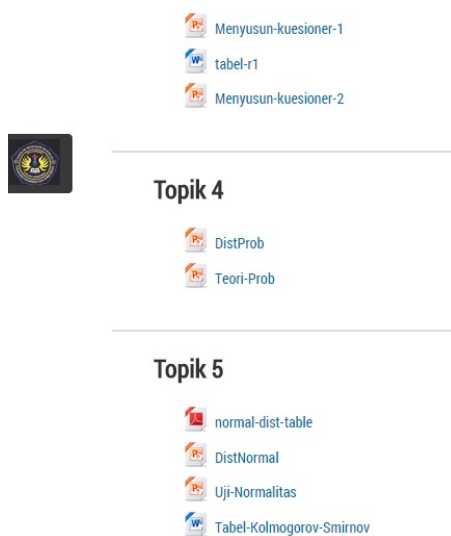 Menyusun-kuesioner-1
tabel-r1
Menyusun-kuesioner-2
Topik 4
DistProb
Teori-Prob
Topik 5
normal-dist-table
DistNormal
Uji-Normalitas
Tabel-Kolmogorov-Smirnov